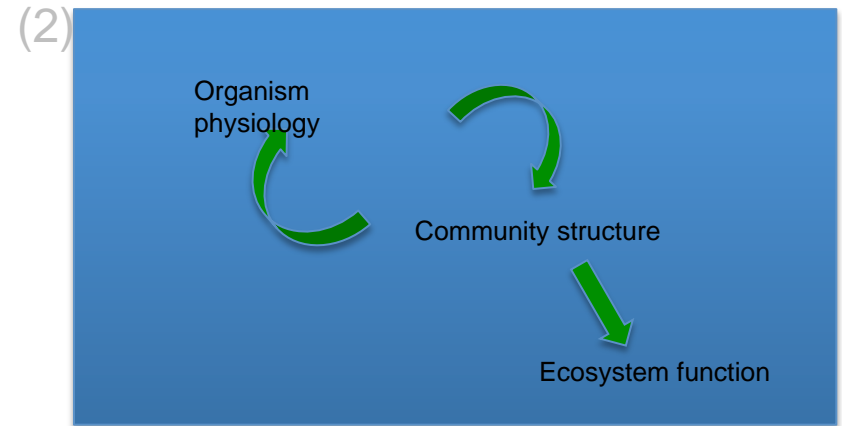 (2)
Organism
physiology
Community structure
Ecosystem function